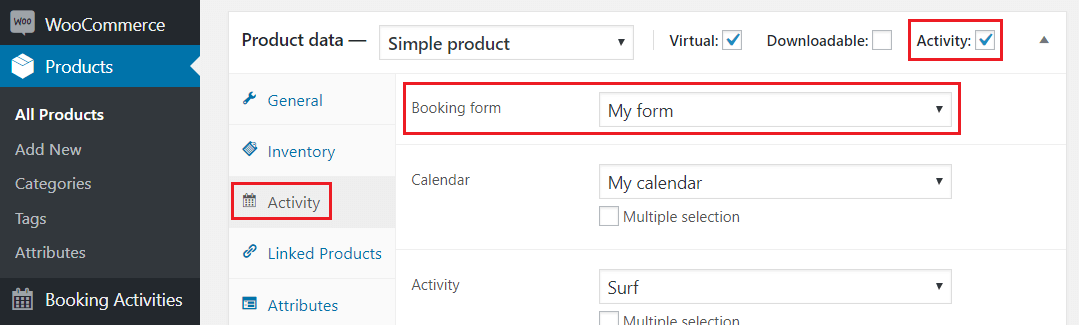 Woo
WooCommerce
Products
All Products
Add New
Categories
Tags
Attributes
Booking Activities
Product data — Simple product Virtual: Downloadable: Activity:
General
Inventory
Activity
Linked Products
Attributes
Booking form My form
Calendar My calendar
Multiple selection
Activity Surf
Multiple selection